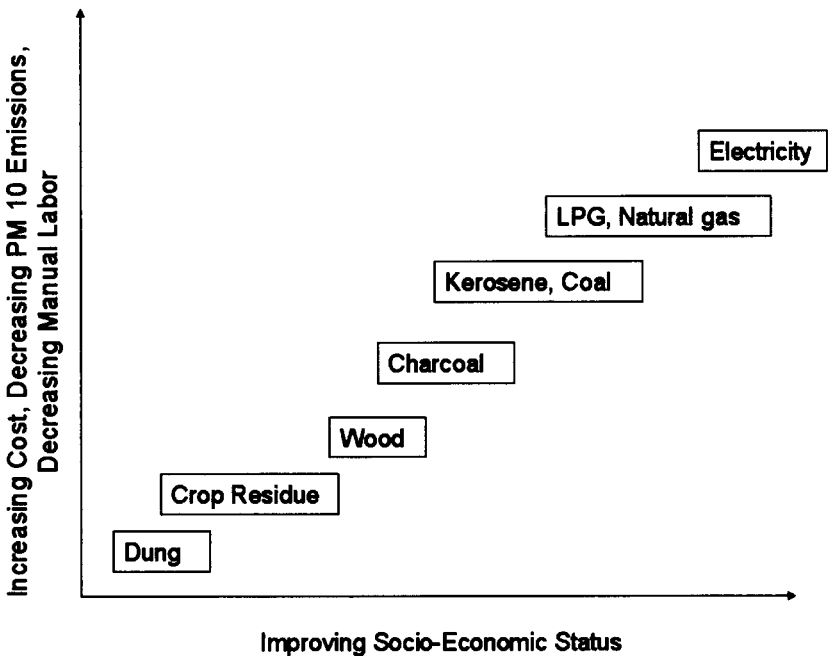 Increasing Cost, Decreasing PM 10 Emissions,
Decreasing Manual Labor
Electricity
LPG, Natural gas
Kerosene, Coal
Charcoal
Wood
Crop Residue
Dung
Improving Socio-Economic Status